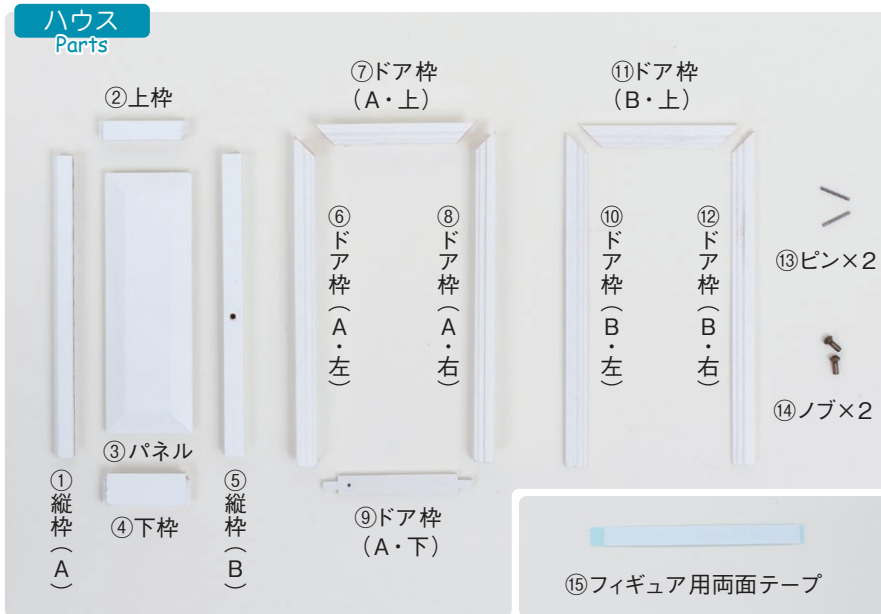 ハウス
Parts
②上枠
⑦ドア枠
（A・上）
⑪ドア枠
（B・上）
⑥ドア枠（A・左）
⑧ドア枠（A・右）
⑩ドア枠（B・左）
⑫ドア枠（B・右）
⑬ピン×2
⑭ノブ×2
③パネル
①縦枠（A）
④下枠
⑤縦枠（B）
⑨ドア枠
（A・下）
⑮フィギュア用両面テープ